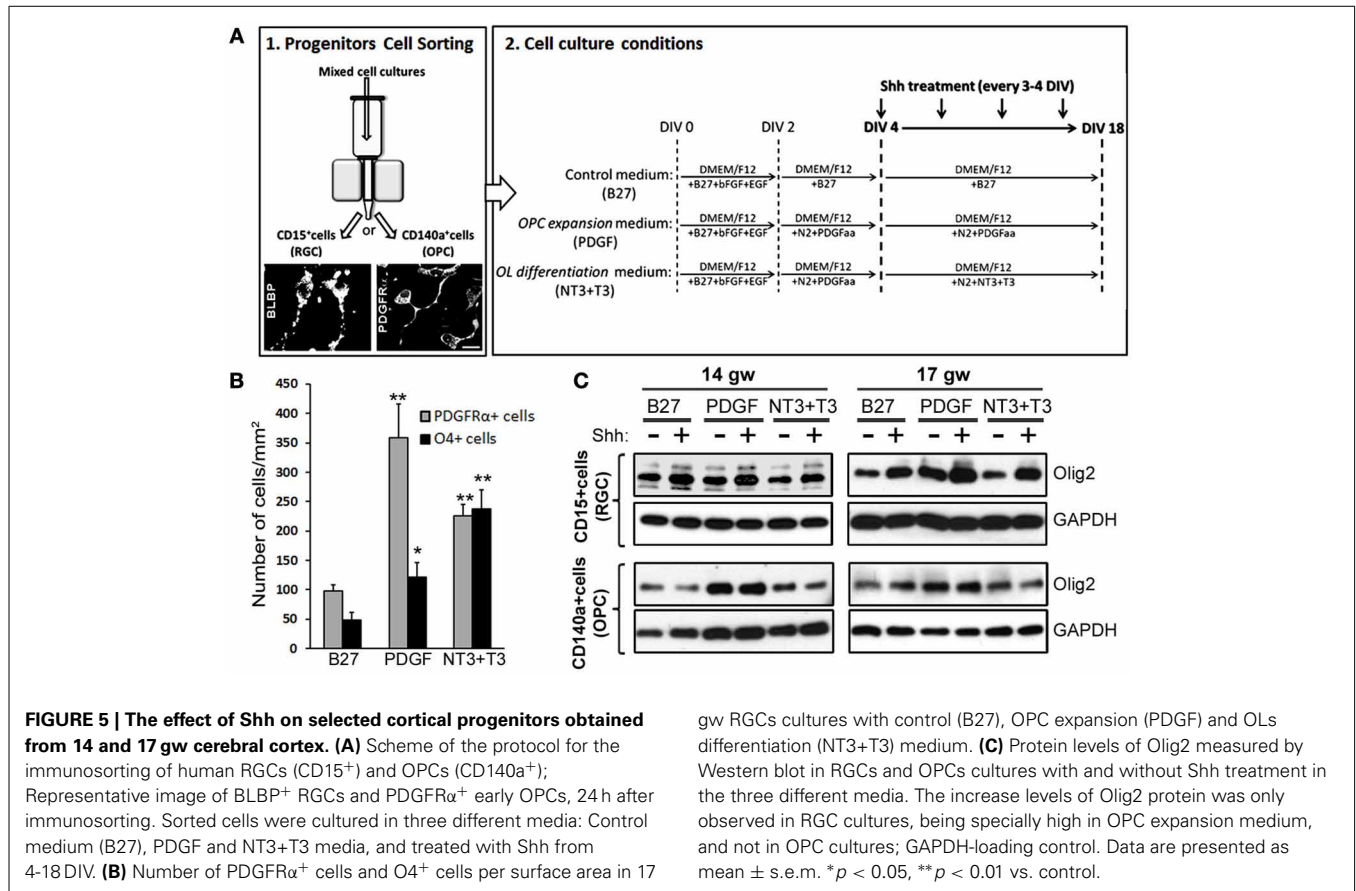 A
1. Progenitors Cell Sorting
Mixed cell cultures
or
CD15+cells
(RGC)
CD140a+cells
(OPC)
BLBP
PDGFRα
2. Cell culture conditions
Shh treatment (every 3-4 DIV)
DIV 0
DIV 2
DIV 4
DIV 18
Control medium:
(B27)
DMEM/F12
+B27+bFGF+EGF
DMEM/F12
+B27
DMEM/F12
+B27
OPC expansion medium:
(PDGF)
DMEM/F12
+B27+bFGF+EGF
DMEM/F12
+N2+PDGFaa
DMEM/F12
+N2+PDGFaa
OL differentiation medium:
(NT3+T3)
DMEM/F12
+B27+bFGF+EGF
DMEM/F12
+N2+PDGFaa
DMEM/F12
+N2+NT3+T3
B
Number of cells/mm²
450
400
350
300
250
200
150
100
50
0
**
*
**
**
PDGFRα+ cells
O4+ cells
B27
PDGF
NT3+T3
C
14 gw
17 gw
B27 PDGF NT3+T3
B27 PDGF NT3+T3
Shh: - + - + - +
- + - + - +
CD15+cells
(RGC)
Olig2
GAPDH
CD140a+cells
(OPC)
Olig2
GAPDH
FIGURE 5 | The effect of Shh on selected cortical progenitors obtained
from 14 and 17 gw cerebral cortex. (A) Scheme of the protocol for the
immunosorting of human RGCs (CD15+) and OPCs (CD140a+);
Representative image of BLBP+ RGCs and PDGFRα+ early OPCs, 24 h after
immunosorting. Sorted cells were cultured in three different media: Control
medium (B27), PDGF and NT3+T3 media, and treated with Shh from
4-18 DIV. (B) Number of PDGFRα+ cells and O4+ cells per surface area in 17
gw RGCs cultures with control (B27), OPC expansion (PDGF) and OLs
differentiation (NT3+T3) medium. (C) Protein levels of Olig2 measured by
Western blot in RGCs and OPCs cultures with and without Shh treatment in
the three different media. The increase levels of Olig2 protein was only
observed in RGC cultures, being specially high in OPC expansion medium,
and not in OPC cultures; GAPDH-loading control. Data are presented as
mean ± s.e.m. *p < 0.05, **p < 0.01 vs. control.